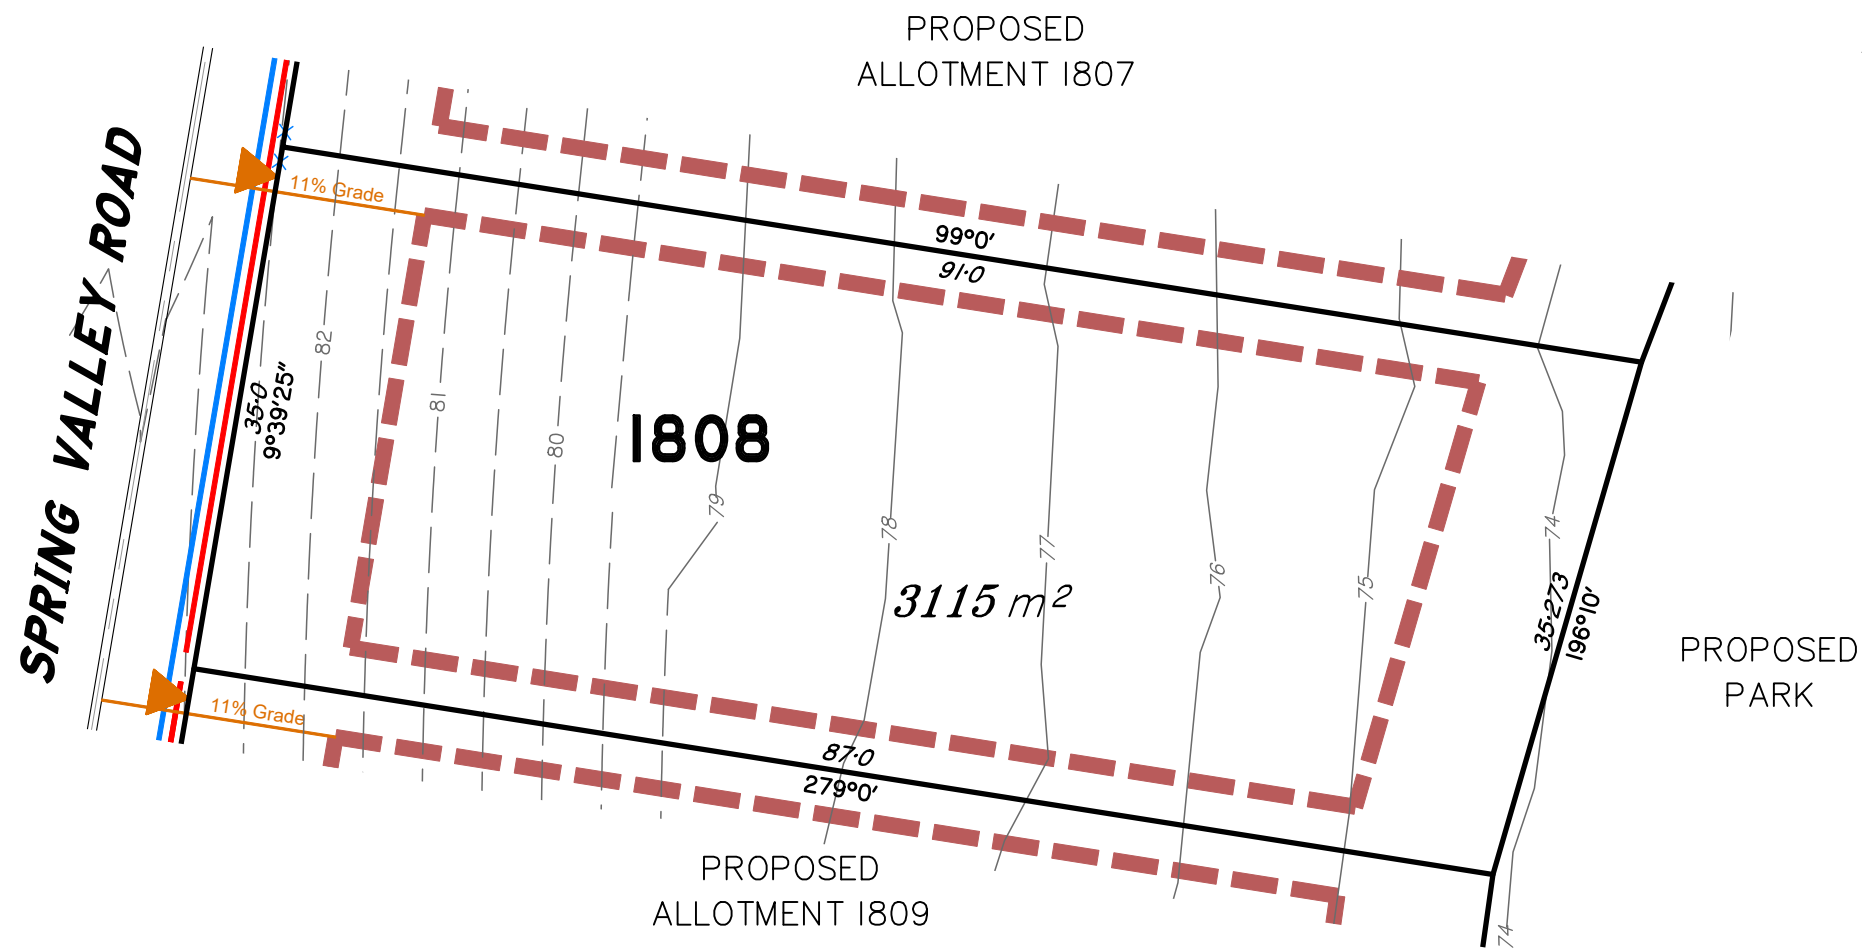 PROPOSED
ALLOTMENT 1807
SPRING VALLEY ROAD
11% Grade
99°0'
91·0
82
81
80
79
78
77
76
75
74
35·0
9°39'25"
1808
3115 m²
35·273
196°10'
PROPOSED
PARK
11% Grade
87·0
279°0'
PROPOSED
ALLOTMENT 1809
74